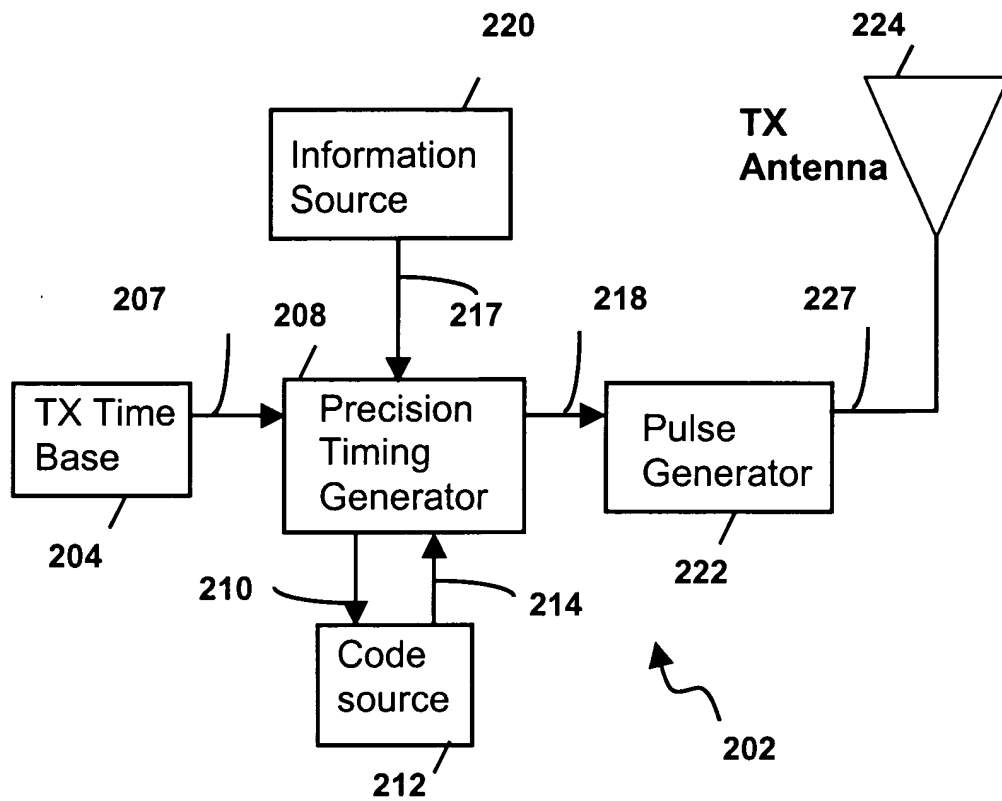 220
224
Information
Source
TX
Antenna
207
208
217
218
227
TX Time
Base
Precision
Timing
Generator
Pulse
Generator
204
210
214
222
Code
source
212
202